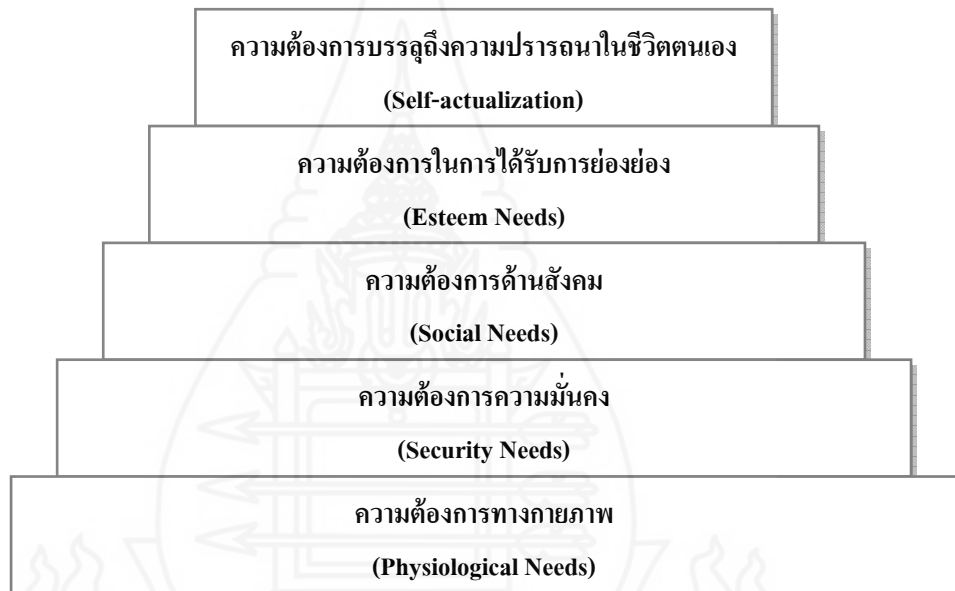 ความต้องการบรรลุถึงความปรารถนาในชีวิตตนเอง
(Self-actualization)
ความต้องการในการได้รับการย่องย่อง
(Esteem Needs)
ความต้องการด้านสังคม
(Social Needs)
ความต้องการความมั่นคง
(Security Needs)
ความต้องการทางกายภาพ
(Physiological Needs)